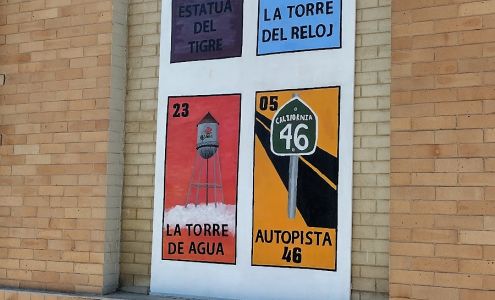 ESTATUA
DEL
TIGRE
LA TORRE
DEL RELOJ
23
LA TORRE
DE AGUA
05
CALIFORNIA
46
AUTOPISTA
46